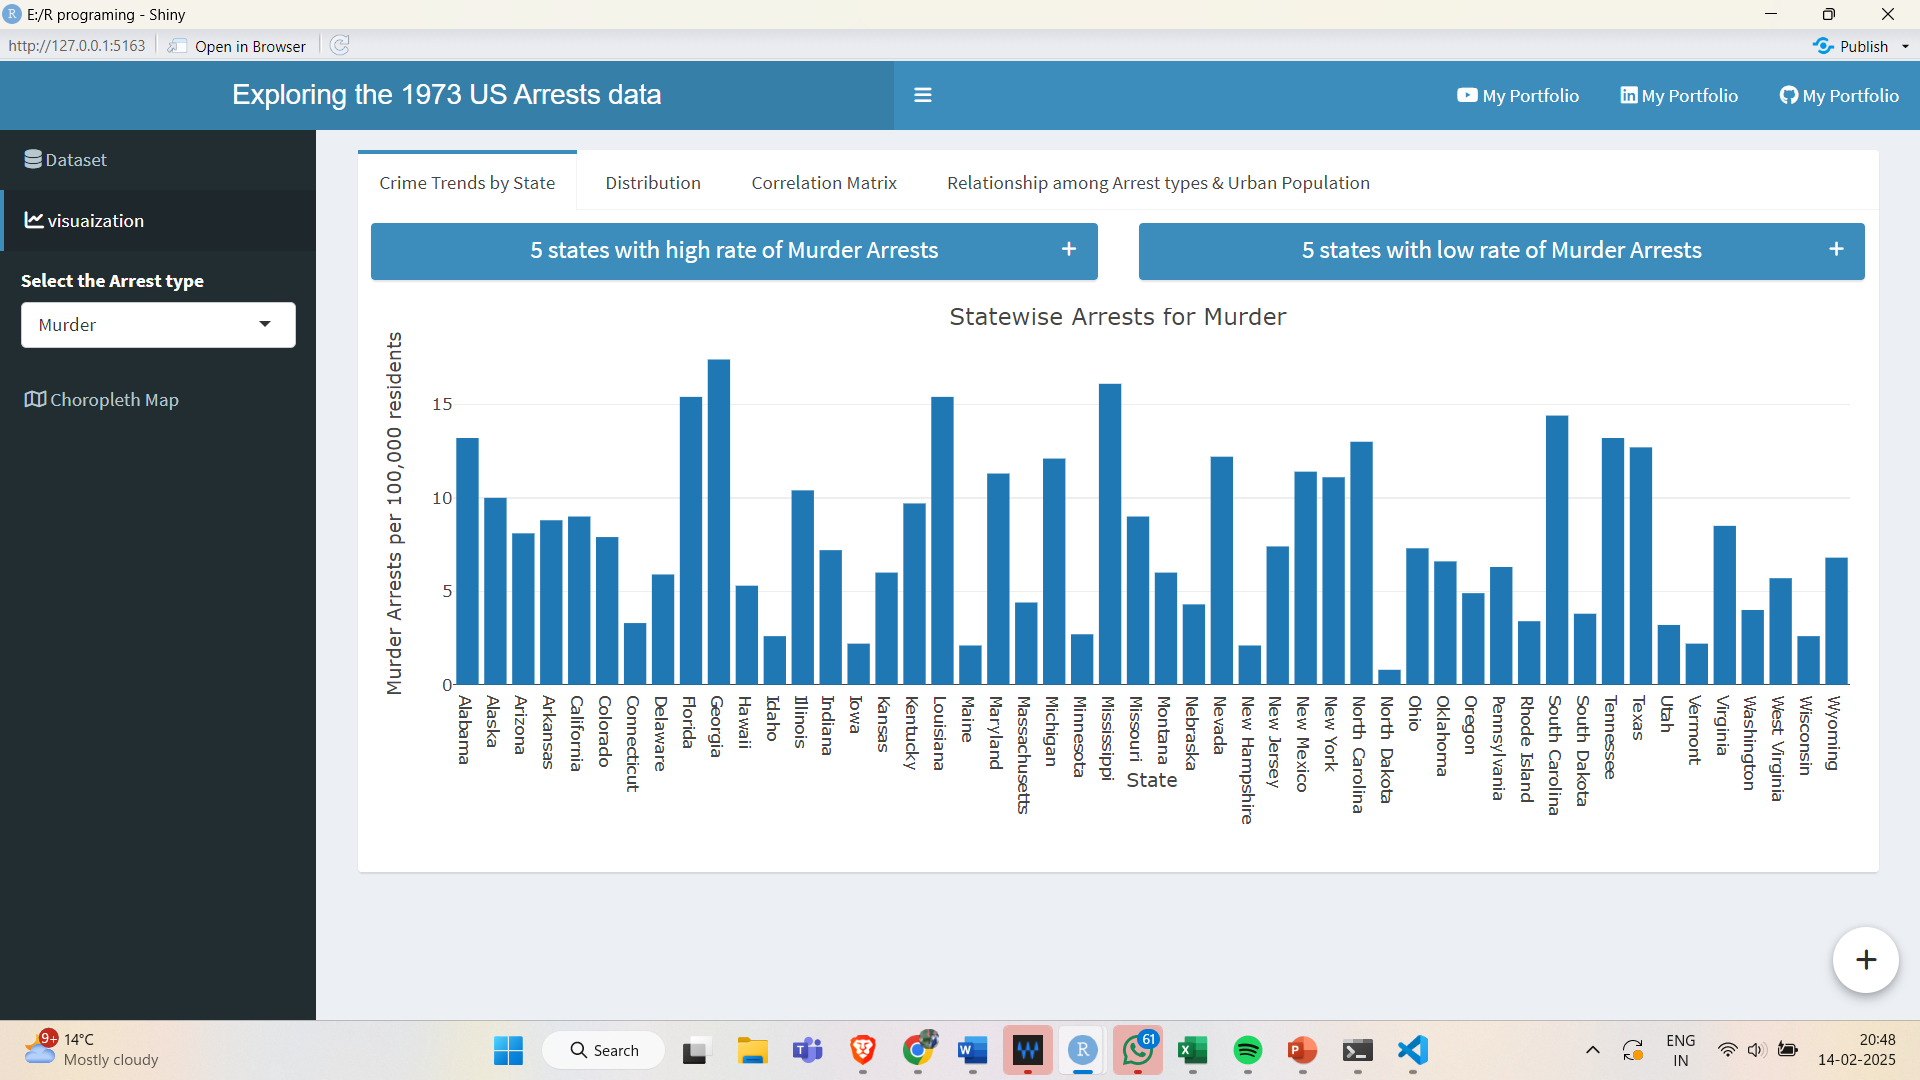 E:/R programing - Shiny
http://127.0.0.1:5163
Open in Browser
Publish
Exploring the 1973 US Arrests data
My Portfolio
My Portfolio
My Portfolio
Dataset
visuaization
Select the Arrest type
Murder
Choropleth Map
Crime Trends by State
Distribution
Correlation Matrix
Relationship among Arrest types & Urban Population
5 states with high rate of Murder Arrests
5 states with low rate of Murder Arrests
Statewise Arrests for Murder
Murder Arrests per 100,000 residents
15
10
5
0
Alabama
Alaska
Arizona
Arkansas
California
Colorado
Connecticut
Delaware
Florida
Georgia
Hawaii
Idaho
Illinois
Indiana
Iowa
Kansas
Kentucky
Louisiana
Maine
Maryland
Massachusetts
Michigan
Minnesota
Mississippi
Missouri
Montana
Nebraska
Nevada
New Hampshire
New Jersey
New Mexico
New York
North Carolina
North Dakota
Ohio
Oklahoma
Oregon
Pennsylvania
Rhode Island
South Carolina
South Dakota
Tennessee
Texas
Utah
Vermont
Virginia
Washington
West Virginia
Wisconsin
Wyoming
State
9+
14°C
Mostly cloudy
Search
61
ENG
IN
20:48
14-02-2025